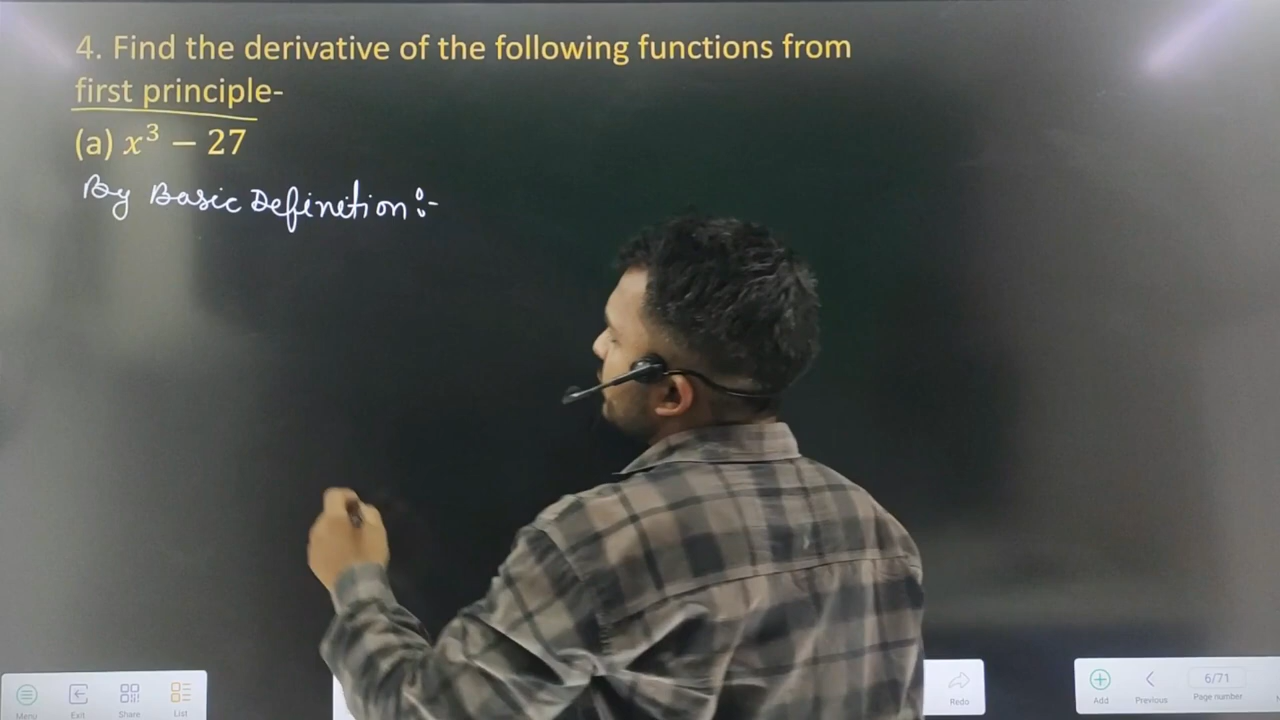 4. Find the derivative of the following functions from
first principle-
(a) x³ − 27
By Basic Definition :-
Menu Exit Share List Redo Add Previous 6/71 Page number